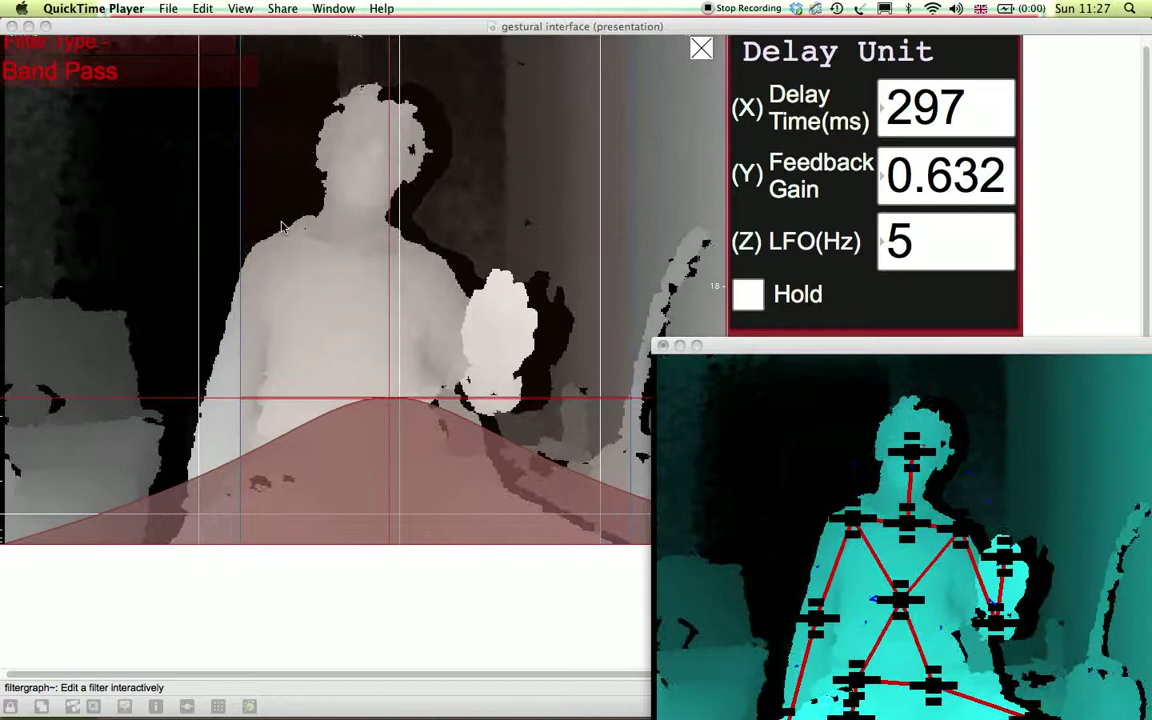 QuickTime Player File Edit View Share Window Help Stop Recording (0:00) Sun 11:27
gestural interface (presentation)
Filter Type -
Band Pass
Delay Unit
(X) Delay Time(ms) 297
(Y) Feedback Gain 0.632
(Z) LFO(Hz) 5
18
Hold
filtergraph~: Edit a filter interactively